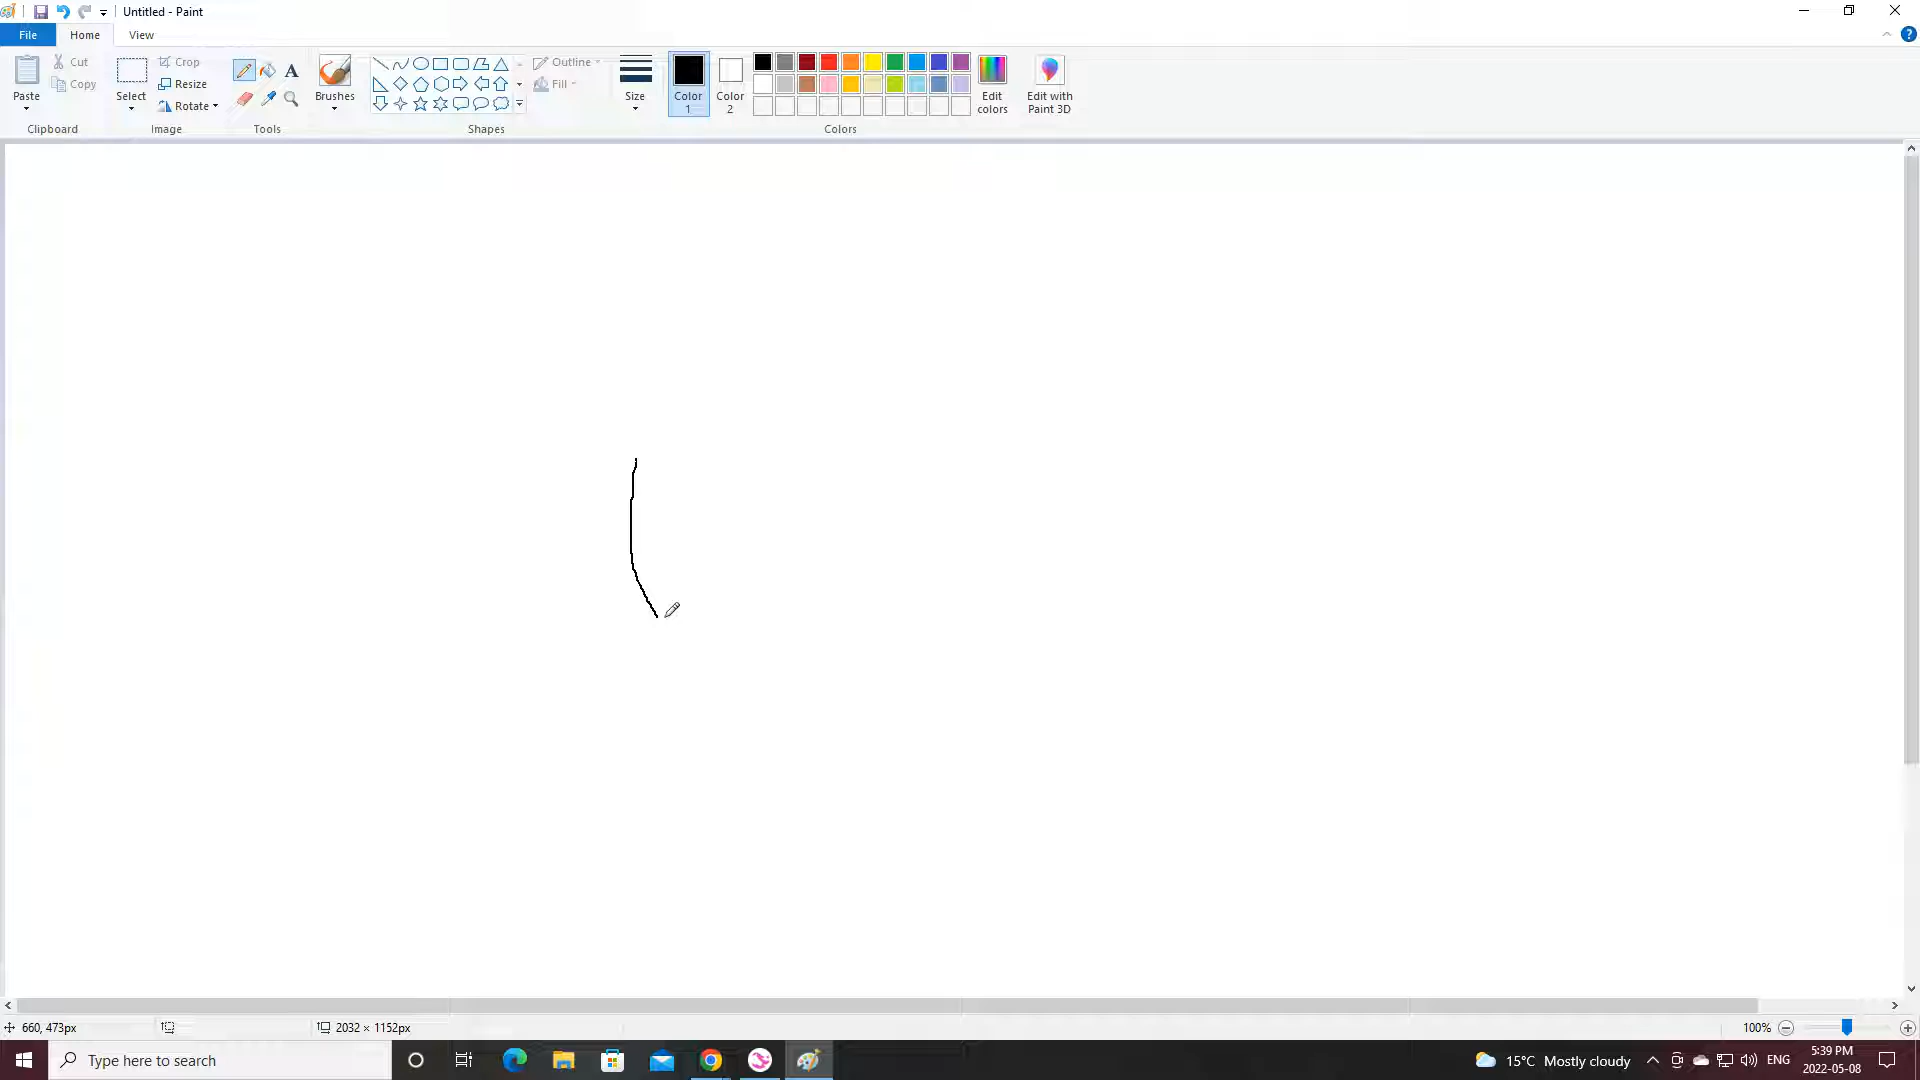 Untitled - Paint
File Home View
Paste
Cut
Copy
Clipboard
Select
Crop
Resize
Rotate
Image
A
Tools
Brushes
Outline
Fill
Shapes
Size
Color 1
Color 2
Edit colors
Edit with Paint 3D
Colors
660, 473px 2032 × 1152px 100%
Type here to search
15°C Mostly cloudy ENG 5:39 PM
2022-05-08